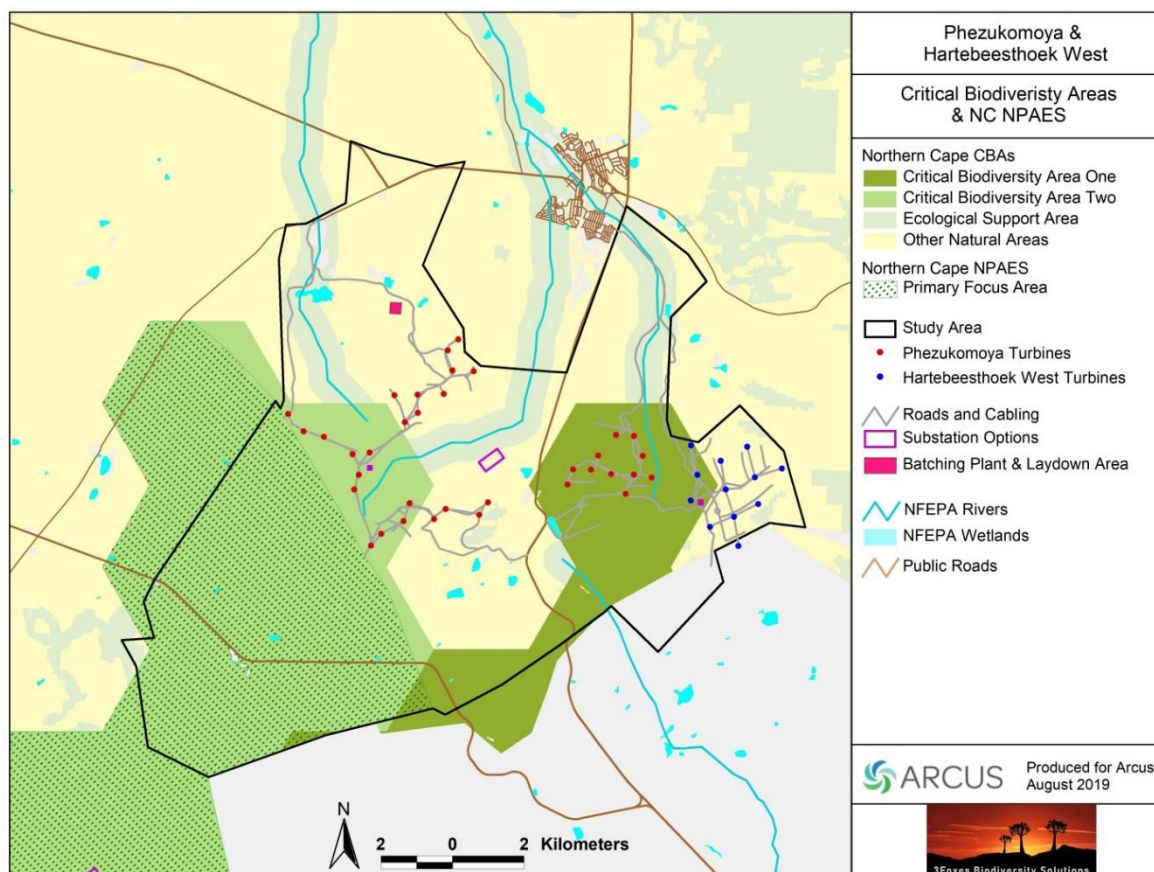 Phezukomoya &
Hartebeesthoek West
Critical Biodiveristy Areas
& NC NPAES
Northern Cape CBAs
Critical Biodiversity Area One
Critical Biodiversity Area Two
Ecological Support Area
Other Natural Areas
Northern Cape NPAES
Primary Focus Area
Study Area
Phezukomoya Turbines
Hartebeesthoek West Turbines
Roads and Cabling
Substation Options
Batching Plant & Laydown Area
NFEPA Rivers
NFEPA Wetlands
Public Roads
N
2 0 2 Kilometers
ARCUS
Produced for Arcus
August 2019
3Foxes Biodiversity Solutions